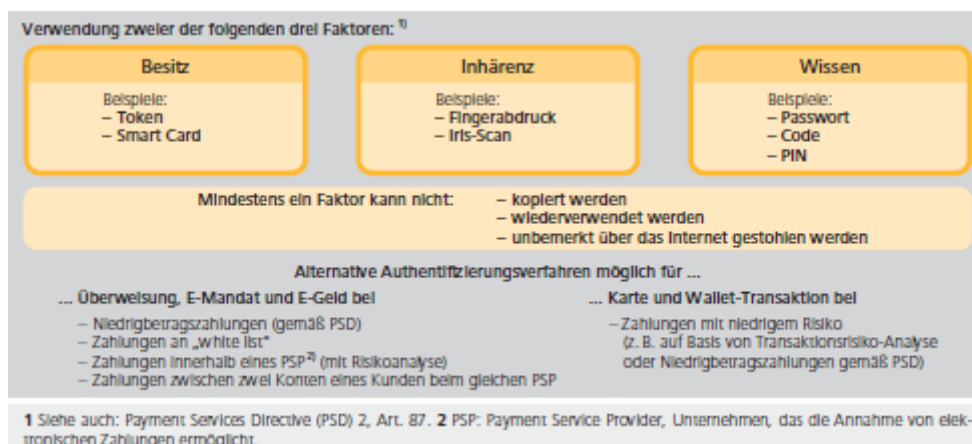 Verwendung zweier der folgenden drei Faktoren: 1)
Besitz
Beispiele:
– Token
– Smart Card
Inhärenz
Beispiele:
– Fingerabdruck
– Iris-Scan
Wissen
Beispiele:
– Passwort
– Code
– PIN
Mindestens ein Faktor kann nicht:
– kopiert werden
– wiederverwendet werden
– unbemerkt über das Internet gestohlen werden
Alternative Authentifizierungsverfahren möglich für ...
... Überweisung, E-Mandat und E-Geld bei
– Niedrigbetragszahlungen (gemäß PSD)
– Zahlungen an „white list"
– Zahlungen innerhalb eines PSP2) (mit Risikoanalyse)
– Zahlungen zwischen zwei Konten eines Kunden beim gleichen PSP
... Karte und Wallet-Transaktion bei
– Zahlungen mit niedrigem Risiko
(z. B. auf Basis von Transaktionsrisiko-Analyse
oder Niedrigbetragszahlungen gemäß PSD)
1 Siehe auch: Payment Services Directive (PSD) 2, Art. 87. 2 PSP: Payment Service Provider, Unternehmen, das die Annahme von elek-
tronischen Zahlungen ermöglicht.